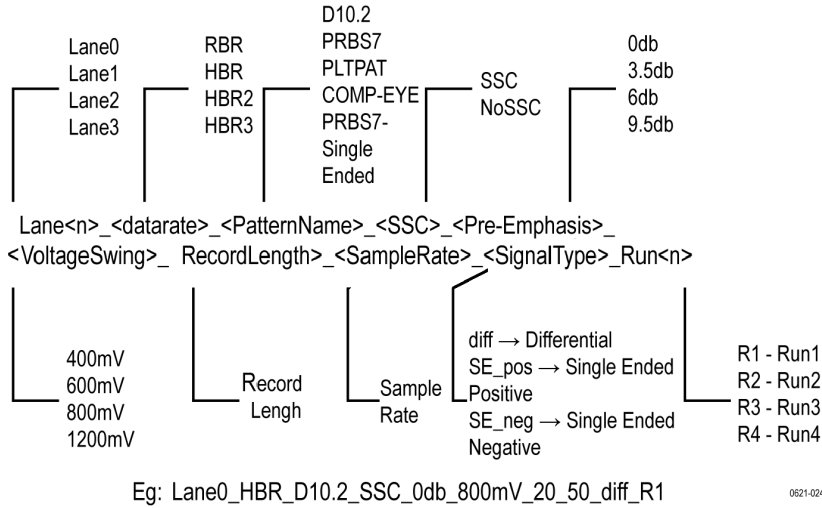 Lane0
Lane1
Lane2
Lane3
RBR
HBR
HBR2
HBR3
D10.2
PRBS7
PLTPAT
COMP-EYE
PRBS7-
Single
Ended
SSC
NoSSC
0db
3.5db
6db
9.5db
Lane<n>_<datarate>_<PatternName>_<SSC>_<Pre-Emphasis>_
<VoltageSwing>_ RecordLength>_<SampleRate>_<SignalType>_Run<n>
400mV
600mV
800mV
1200mV
Record
Lengh
Sample
Rate
diff → Differential
SE_pos → Single Ended
Positive
SE_neg → Single Ended
Negative
R1 - Run1
R2 - Run2
R3 - Run3
R4 - Run4
Eg: Lane0_HBR_D10.2_SSC_0db_800mV_20_50_diff_R1
0621-024